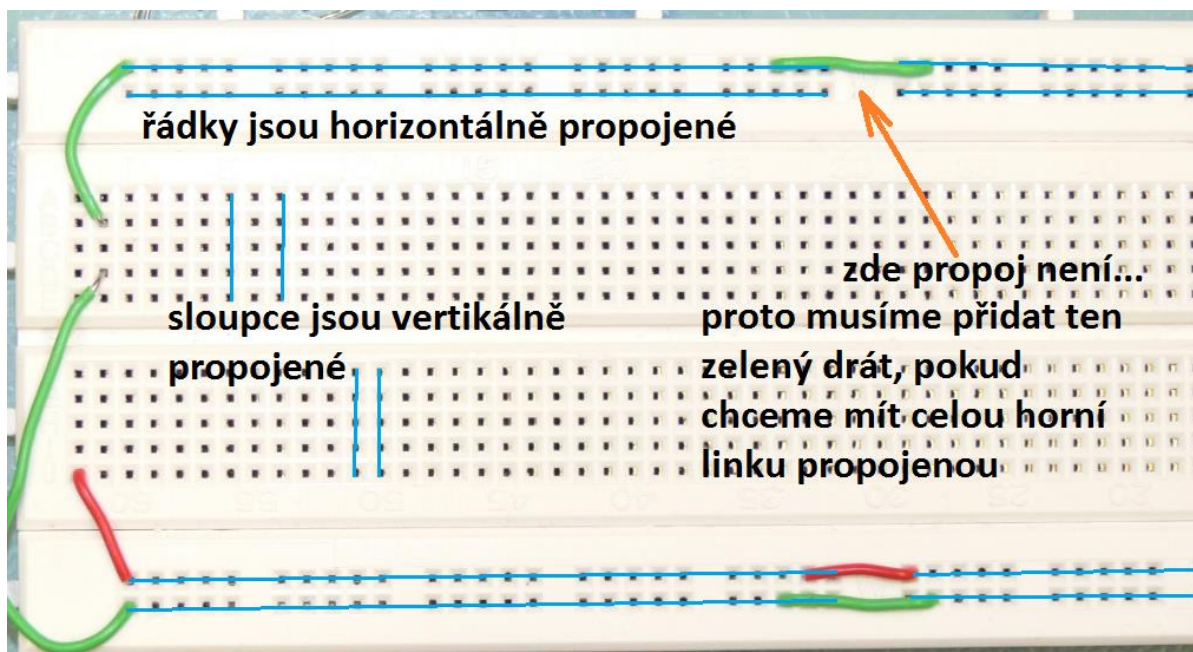 řádky jsou horizontálně propojené
zde propoj není...
sloupce jsou vertikálně
propojené
proto musíme přidat ten
zelený drát, pokud
chceme mít celou horní
linku propojenou